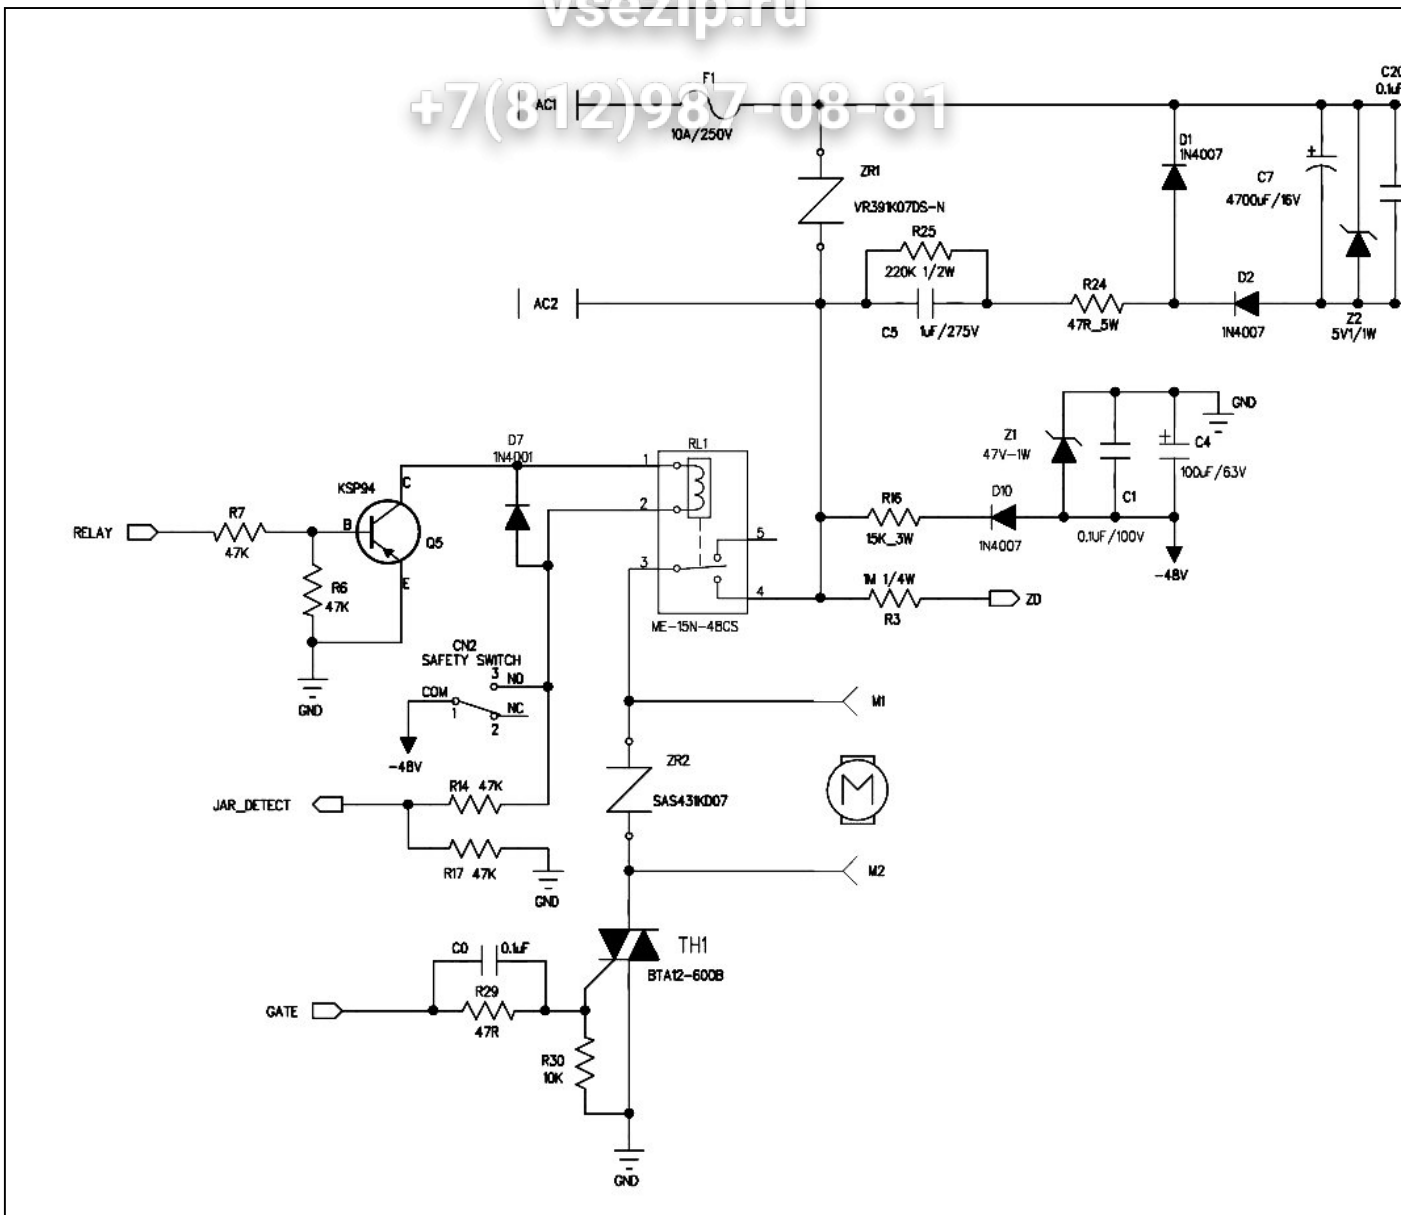 vsezip.ru
+7(812)987-08-81
F1
AC1
10A/250V
C20
0.1uF
D1
1N4007
ZR1
VR391K07DS-N
C7
4700uF/16V
+
R25
220K 1/2W
AC2
C5 1uF/275V
R24
47R_5W
D2
1N4007
Z2
5V1/1W
GND
Z1
47V-1W
+
C4
100uF/63V
C1
0.1UF/100V
-48V
R16
15K_3W
D10
1N4007
1M 1/4W
R3
ZD
RL1
1
2
3
5
4
ME-15N-48CS
D7
1N4001
KSP94
C
B
E
Q5
RELAY
R7
47K
R6
47K
GND
CN2
SAFETY SWITCH
3 NO
COM
1
NC
2
-48V
JAR_DETECT
R14 47K
R17 47K
GND
M1
ZR2
SAS431KD07
M
M2
TH1
BTA12-600B
C0 0.1uF
GATE
R29
47R
R30
10K
GND